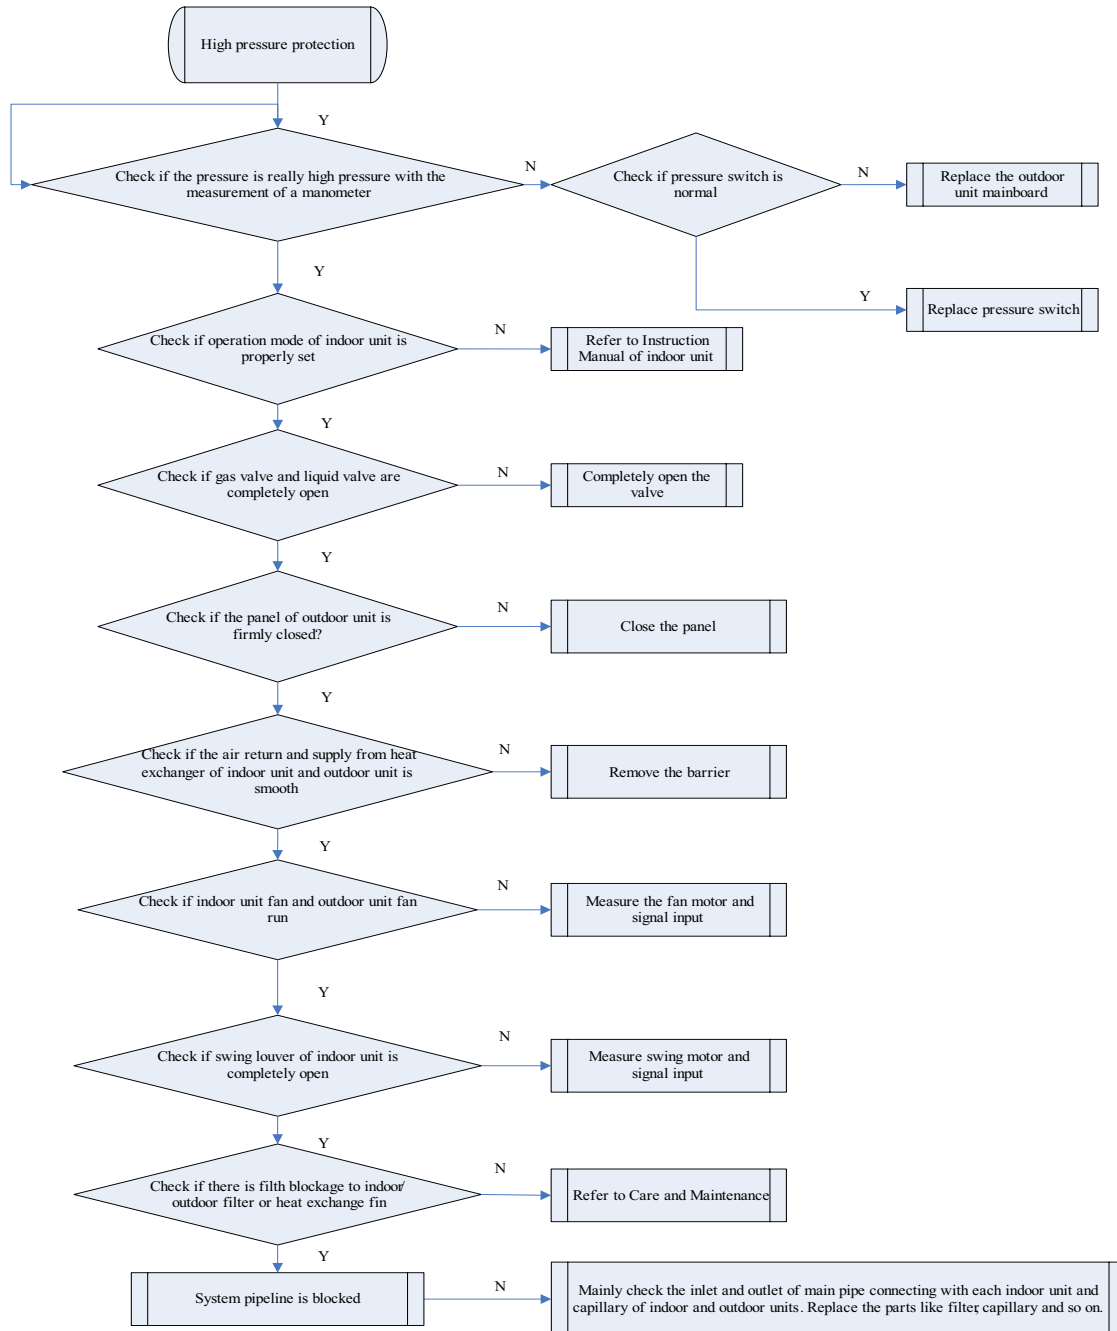 High pressure protection
Y
Check if the pressure is really high pressure with the
measurement of a manometer
N
Check if pressure switch is
normal
N
Replace the outdoor
unit mainboard
Y
Replace pressure switch
Y
Check if operation mode of indoor unit is
properly set
N
Refer to Instruction
Manual of indoor unit
Y
Check if gas valve and liquid valve are
completely open
N
Completely open the
valve
Y
Check if the panel of outdoor unit is
firmly closed?
N
Close the panel
Y
Check if the air return and supply from heat
exchanger of indoor unit and outdoor unit is
smooth
N
Remove the barrier
Y
Check if indoor unit fan and outdoor unit fan
run
N
Measure the fan motor and
signal input
Y
Check if swing louver of indoor unit is
completely open
N
Measure swing motor and
signal input
Y
Check if there is filth blockage to indoor/
outdoor filter or heat exchange fin
N
Refer to Care and Maintenance
Y
System pipeline is blocked
N
Mainly check the inlet and outlet of main pipe connecting with each indoor unit and
capillary of indoor and outdoor units. Replace the parts like filter, capillary and so on.